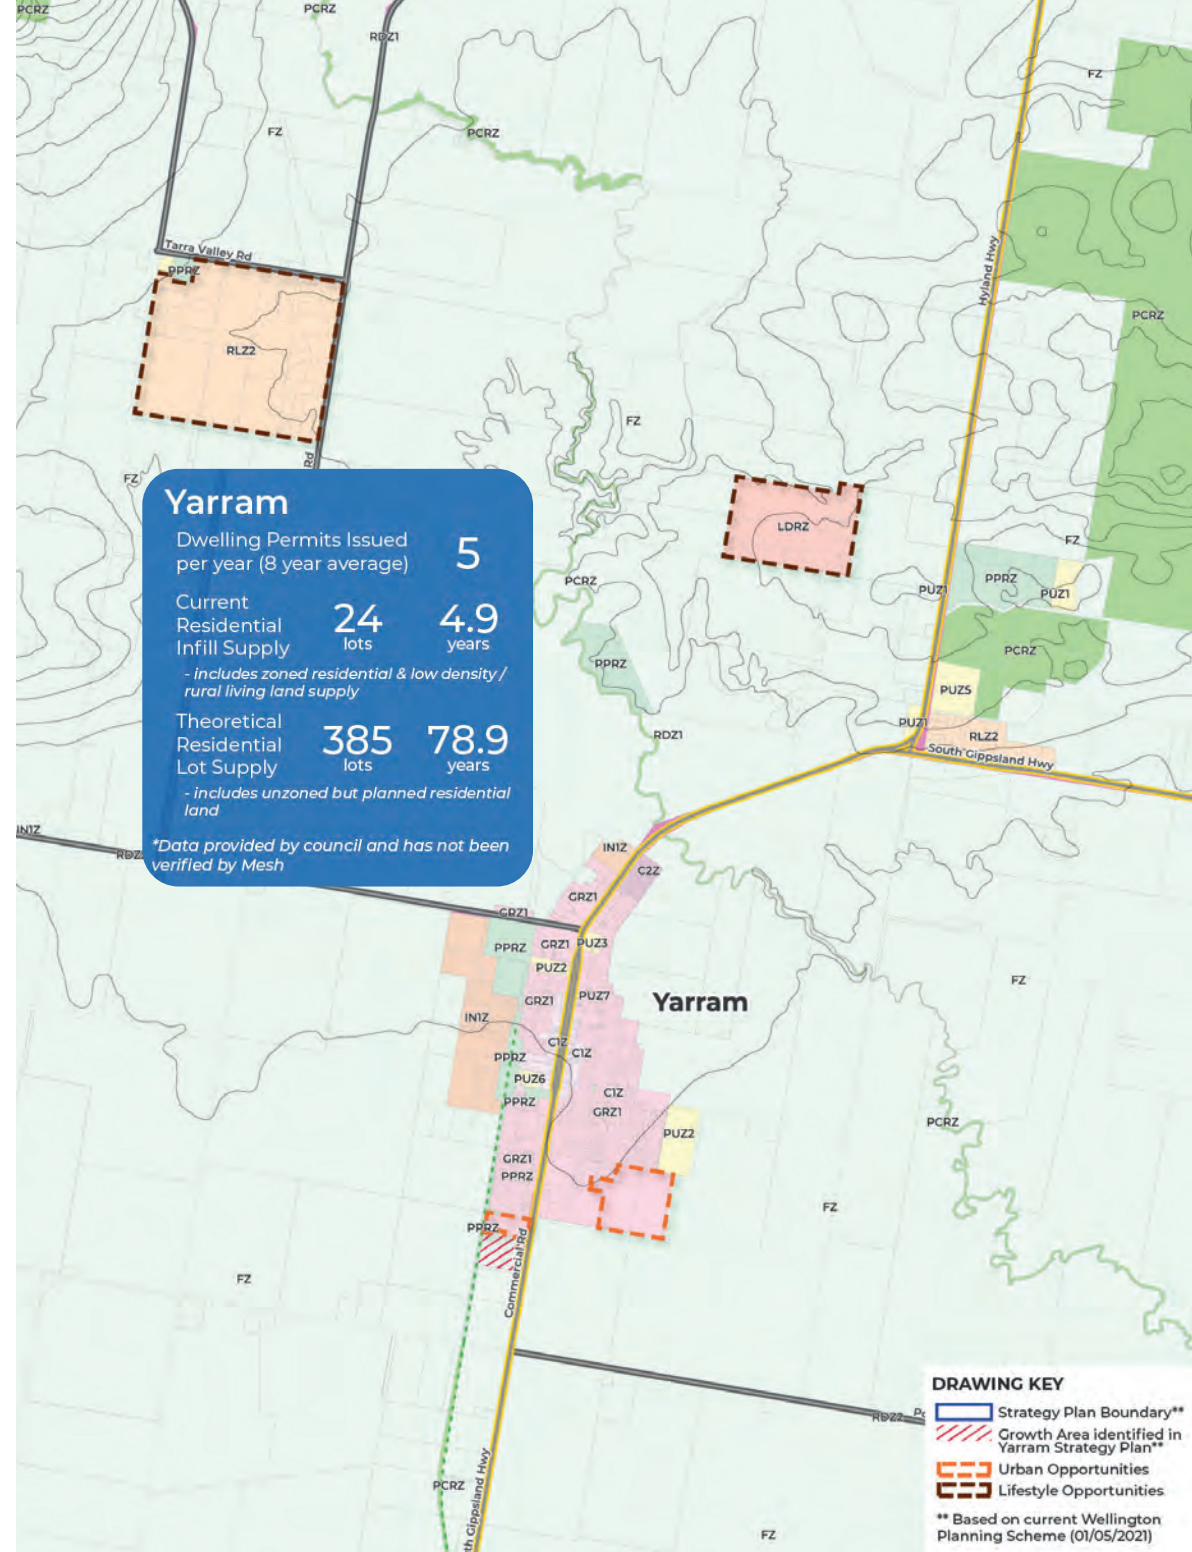 PCRZ
PCRZ
RDZ1
FZ
FZ
PCRZ
Tarra Valley Rd
PPRZ
Hyland Hwy
PCRZ
RLZ2
FZ
Rd
FZ
LDRZ
FZ
PCRZ
PUZ1
PPRZ
PUZ1
PCRZ
PPRZ
PUZ5
PUZ1
RDZ1
RLZ2
South Gippsland Hwy
Yarram
Dwelling Permits Issued
per year (8 year average)
5
Current
Residential
Infill Supply
24
lots
4.9
years
- includes zoned residential & low density /
rural living land supply
Theoretical
Residential
Lot Supply
385
lots
78.9
years
- includes unzoned but planned residential
land
*Data provided by council and has not been
verified by Mesh
IN1Z
IN1Z
C2Z
GRZ1
GRZ1
PPRZ
GRZ1
PUZ3
PUZ2
FZ
GRZ1
PUZ7
Yarram
IN1Z
C1Z
C1Z
PPRZ
PUZ6
PPRZ
C1Z
GRZ1
PUZ2
PCRZ
GRZ1
PPRZ
FZ
PPRZ
Commercial Rd
FZ
RDZ2
PCRZ
th Gippsland Hwy
FZ
DRAWING KEY
Strategy Plan Boundary**
Growth Area identified in
Yarram Strategy Plan**
Urban Opportunities
Lifestyle Opportunities
** Based on current Wellington
Planning Scheme (01/05/2021)